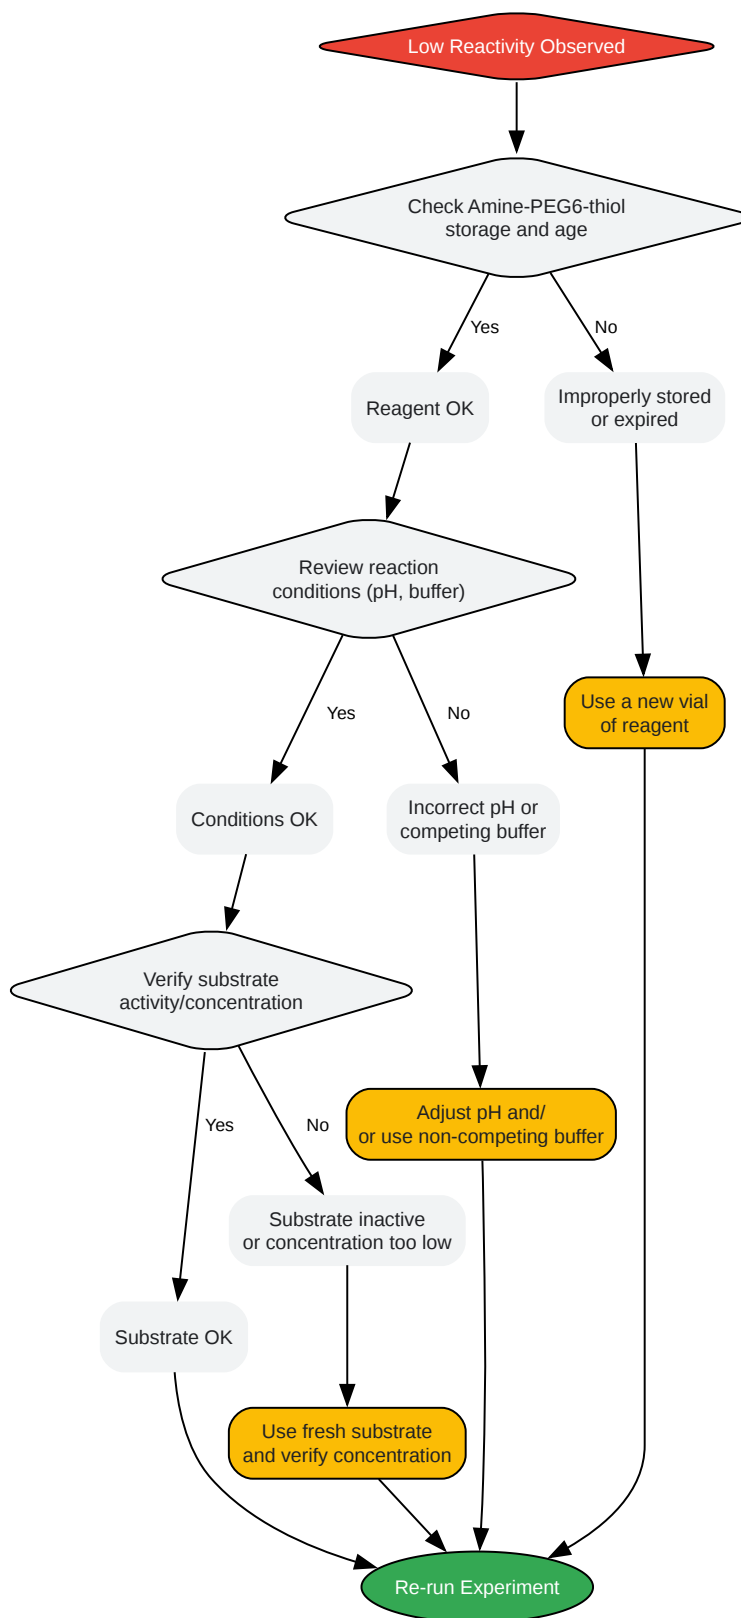 Low Reactivity Observed
Check Amine-PEG6-thiol
storage and age
Yes
No
Reagent OK
Improperly stored
or expired
Review reaction
conditions (pH, buffer)
Use a new vial
of reagent
Yes
No
Conditions OK
Incorrect pH or
competing buffer
Verify substrate
activity/concentration
Adjust pH and/
or use non-competing buffer
Yes
No
Substrate inactive
or concentration too low
Substrate OK
Use fresh substrate
and verify concentration
Re-run Experiment